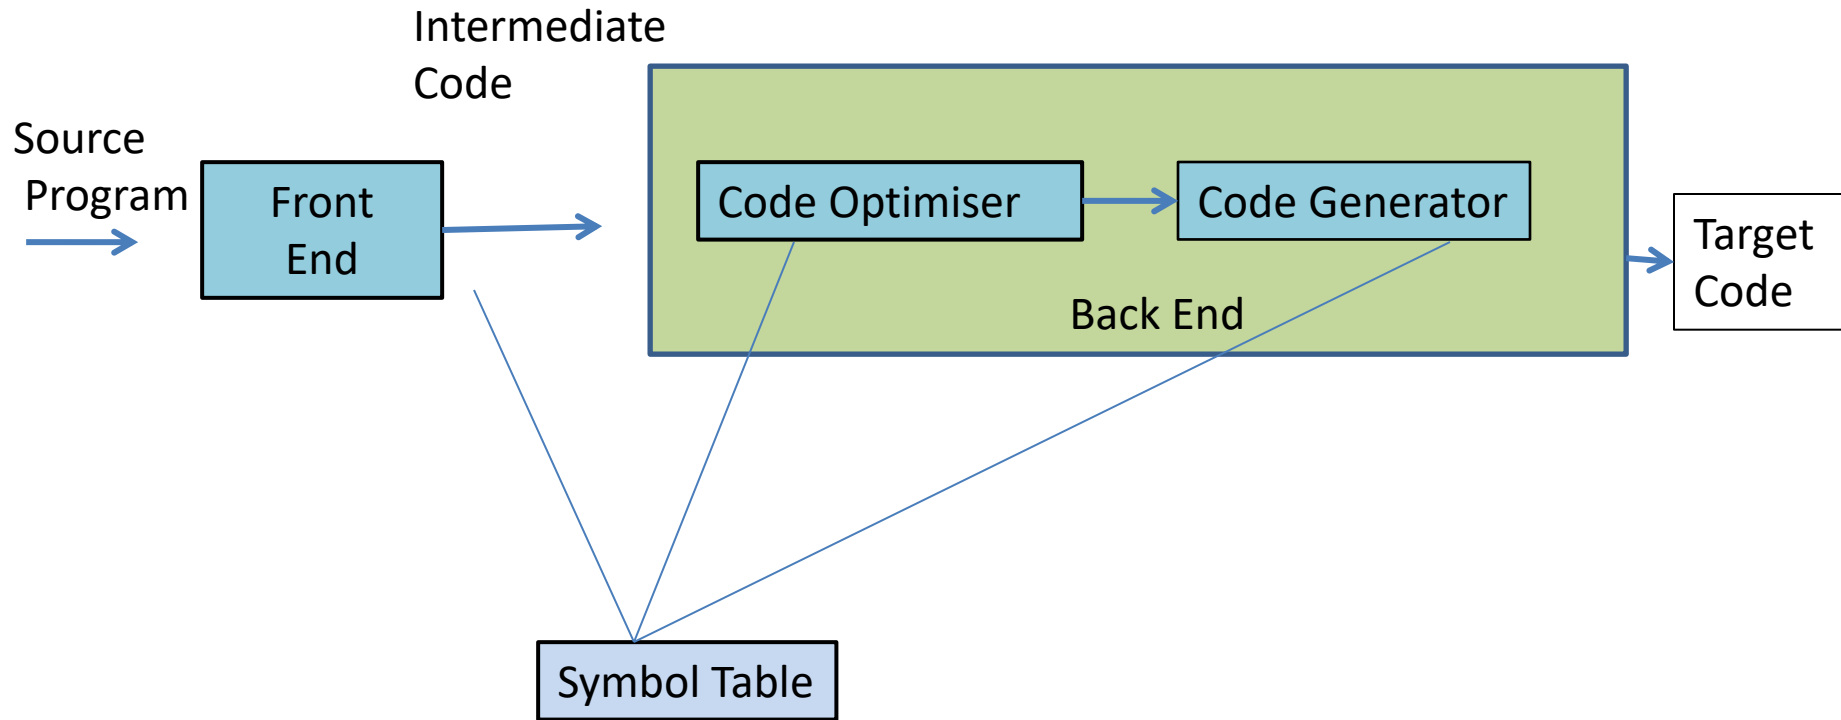 Intermediate
Code
Source
Program
Front
End
Code Optimiser
Code Generator
Back End
Target
Code
Symbol Table